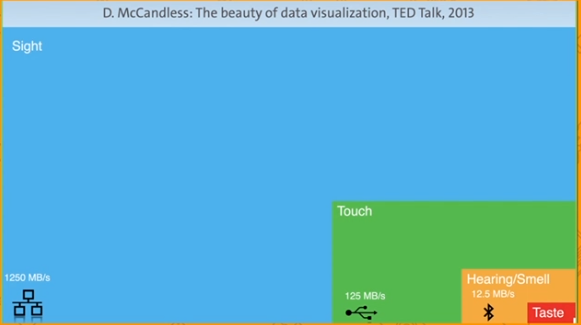 D. McCandless: The beauty of data visualization, TED Talk, 2013
Sight
Touch
1250 MB/s
Hearing/Smell
125 MB/s
12.5 MB/s
Taste